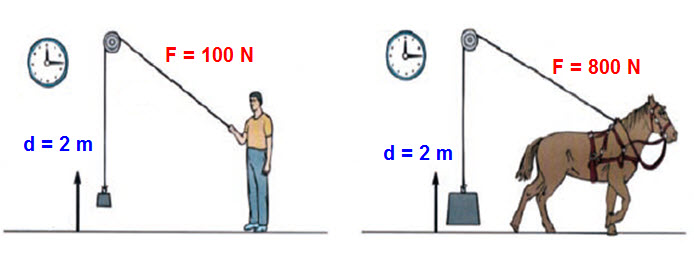 F = 100 N
d = 2 m
F = 800 N
d = 2 m